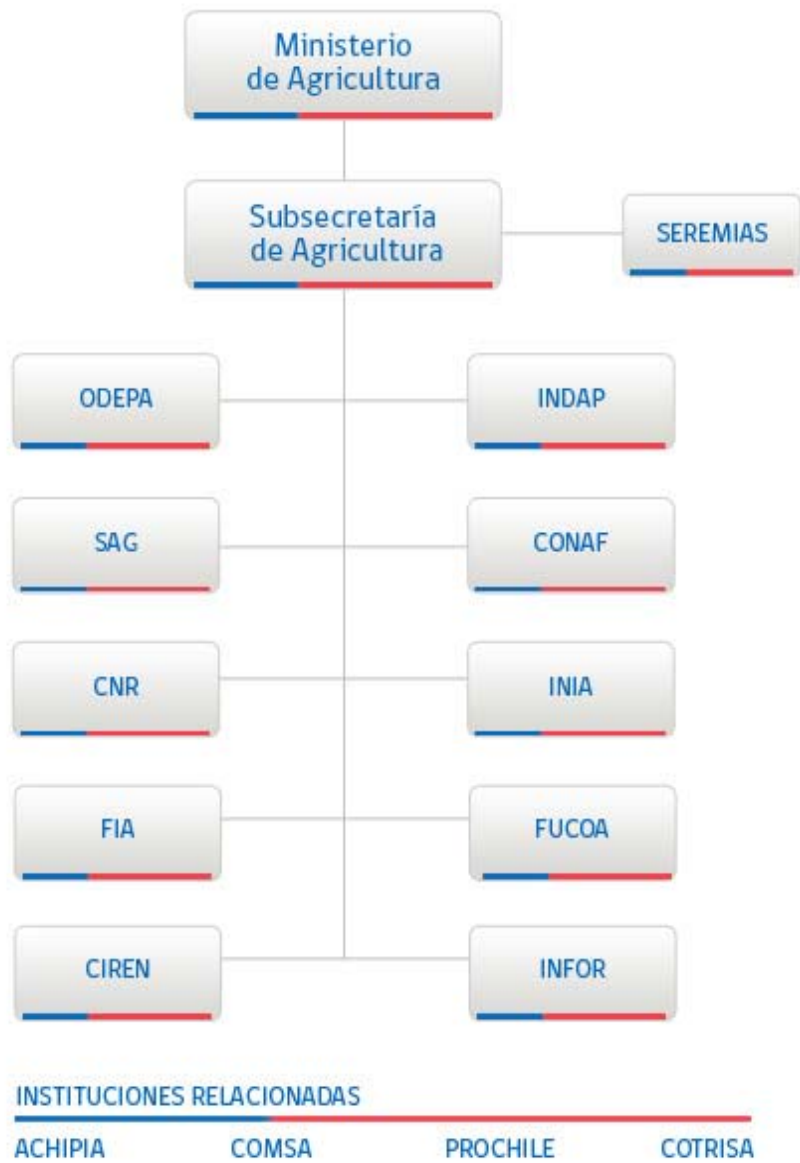 Ministerio
de Agricultura
Subsecretaría
de Agricultura
SEREMIAS
ODEPA
INDAP
SAG
CONAF
CNR
INIA
FIA
FUCOA
CIREN
INFOR
INSTITUCIONES RELACIONADAS
ACHIPIA COMSA PROCHILE COTRISA